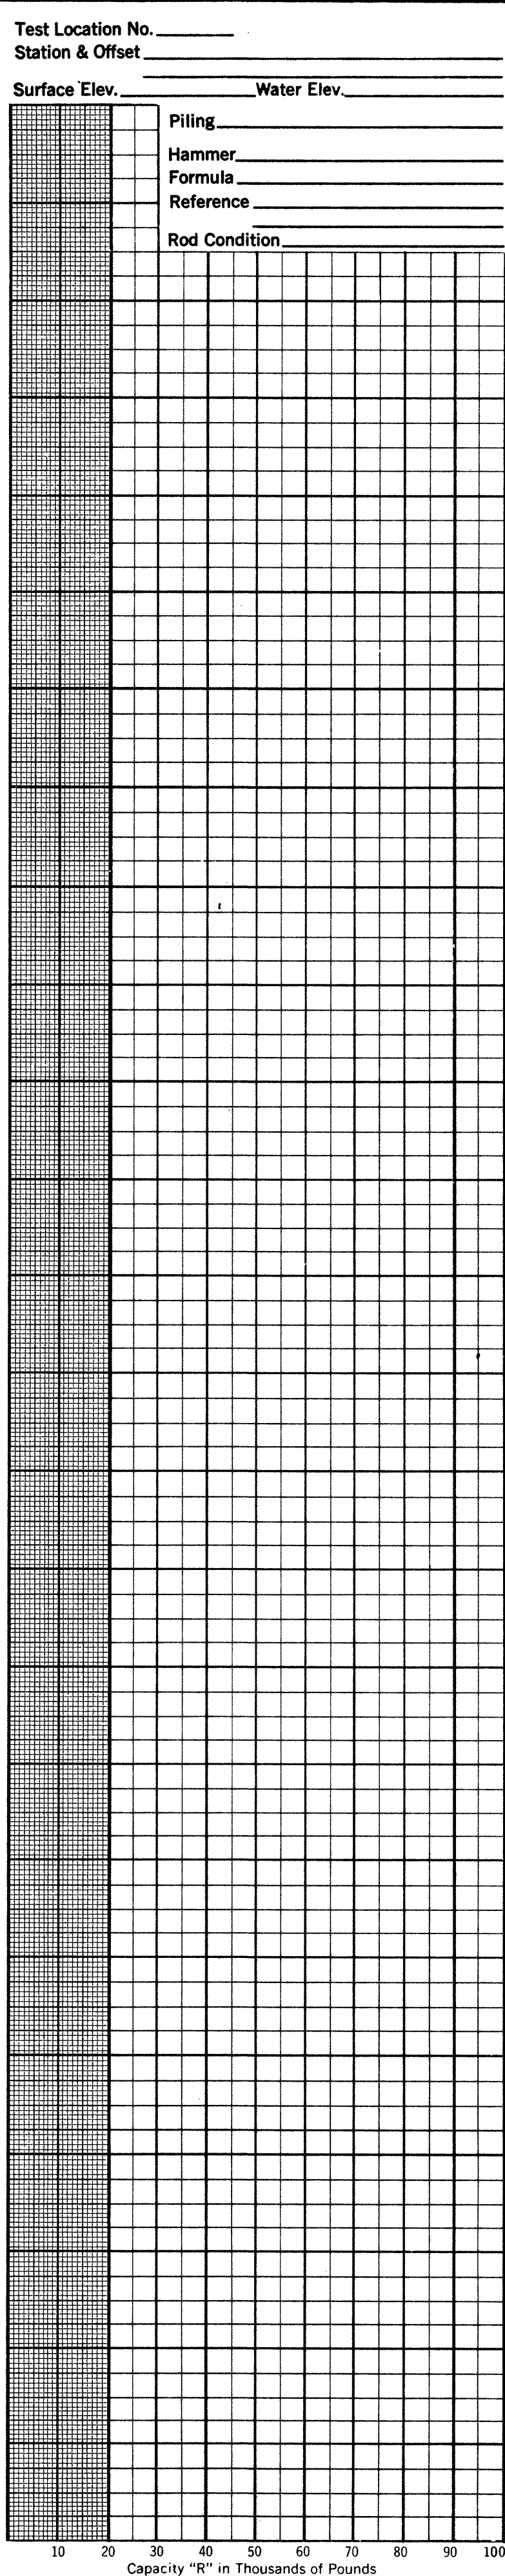 Test Location No.
Station & Offset
Surface Elev. Water Elev.
Piling
Hammer
Formula
Reference
Rod Condition
10 20 30 40 50 60 70 80 90 100
Capacity "R" in Thousands of Pounds